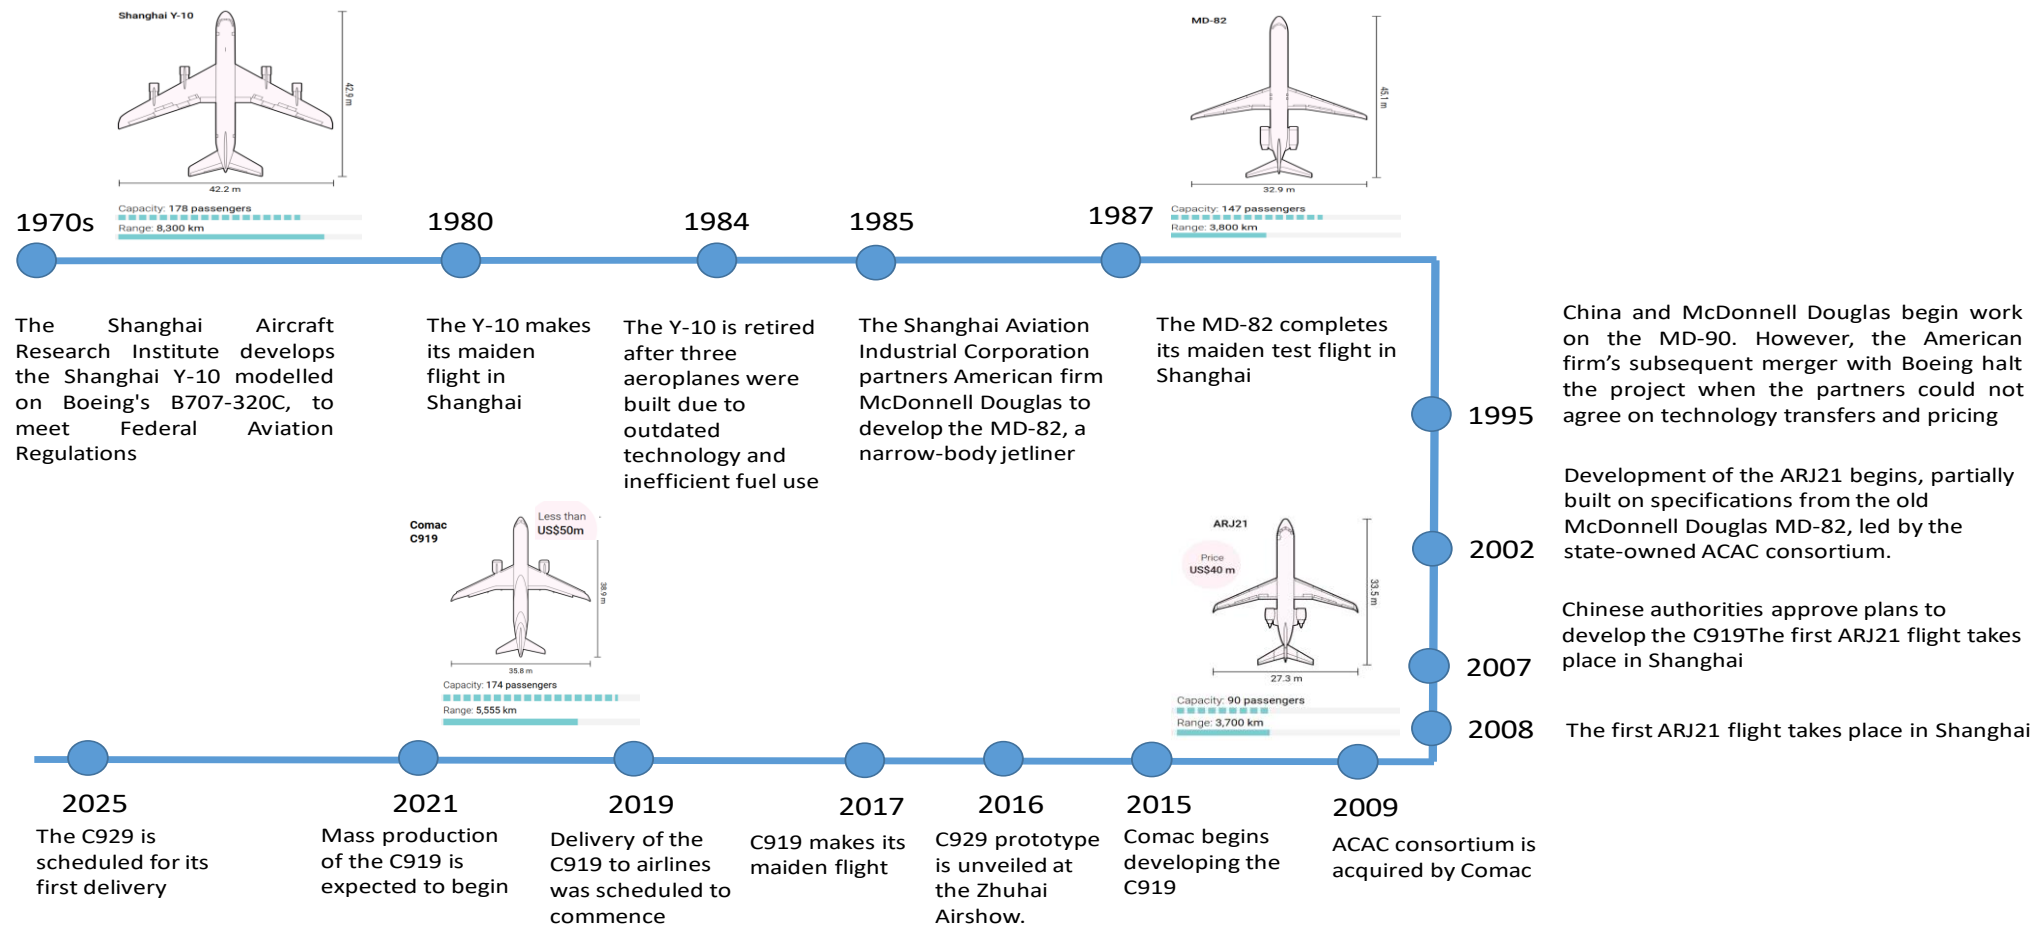 Shanghai Y-10
42.9 m
42.2 m
Capacity: 178 passengers
Range: 8,300 km
MD-82
45.1 m
32.9 m
Capacity: 147 passengers
Range: 3,800 km
1970s
1980
1984
1985
1987
The Shanghai Aircraft
Research Institute develops
the Shanghai Y-10 modelled
on Boeing's B707-320C, to
meet Federal Aviation
Regulations
The Y-10 makes
its maiden
flight in
Shanghai
The Y-10 is retired
after three
aeroplanes were
built due to
outdated
technology and
inefficient fuel use
The Shanghai Aviation
Industrial Corporation
partners American firm
McDonnell Douglas to
develop the MD-82, a
narrow-body jetliner
The MD-82 completes
its maiden test flight in
Shanghai
1995
China and McDonnell Douglas begin work
on the MD-90. However, the American
firm's subsequent merger with Boeing halt
the project when the partners could not
agree on technology transfers and pricing
2002
Development of the ARJ21 begins, partially
built on specifications from the old
McDonnell Douglas MD-82, led by the
state-owned ACAC consortium.
2007
Chinese authorities approve plans to
develop the C919The first ARJ21 flight takes
place in Shanghai
2008
The first ARJ21 flight takes place in Shanghai
ARJ21
Price
US$40 m
33.5 m
27.3 m
Capacity: 90 passengers
Range: 3,700 km
Comac
C919
Less than
US$50m
38.9 m
35.8 m
Capacity: 174 passengers
Range: 5,555 km
2009
ACAC consortium is
acquired by Comac
2015
Comac begins
developing the
C919
2016
C929 prototype
is unveiled at
the Zhuhai
Airshow.
2017
C919 makes its
maiden flight
2019
Delivery of the
C919 to airlines
was scheduled to
commence
2021
Mass production
of the C919 is
expected to begin
2025
The C929 is
scheduled for its
first delivery